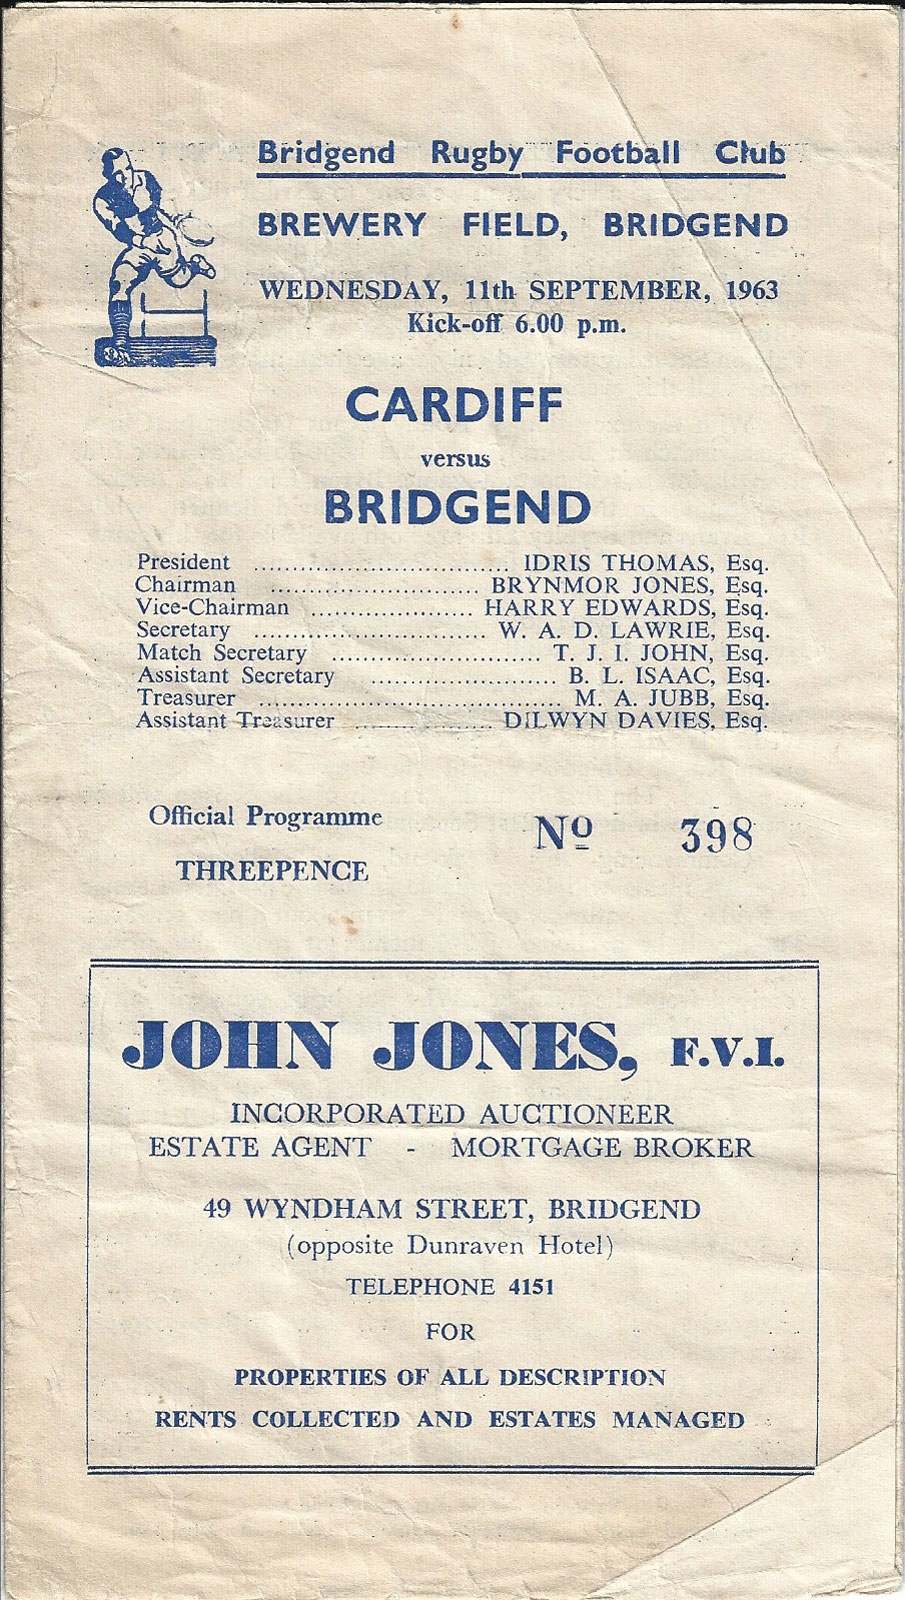 Bridgend Rugby Football Club
BREWERY FIELD, BRIDGEND
WEDNESDAY, 11th SEPTEMBER, 1963
Kick-off 6.00 p.m.
CARDIFF
versus
BRIDGEND
President .................................. IDRIS THOMAS, Esq.
Chairman ............................ BRYNMOR JONES, Esq.
Vice-Chairman ...................... HARRY EDWARDS, Esq.
Secretary ............................... W. A. D. LAWRIE, Esq.
Match Secretary ............................ T. J. I. JOHN, Esq.
Assistant Secretary ......................... B. L. ISAAC, Esq.
Treasurer ........................................ M. A. JUBB, Esq.
Assistant Treasurer .................. DILWYN DAVIES, Esq.
Official Programme
THREEPENCE
Nº 398
JOHN JONES, F.V.I.
INCORPORATED AUCTIONEER
ESTATE AGENT - MORTGAGE BROKER
49 WYNDHAM STREET, BRIDGEND
(opposite Dunraven Hotel)
TELEPHONE 4151
FOR
PROPERTIES OF ALL DESCRIPTION
RENTS COLLECTED AND ESTATES MANAGED